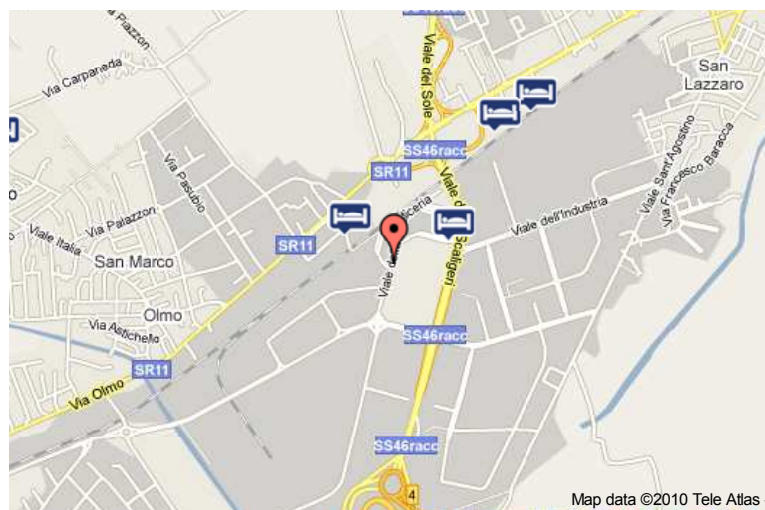 Via Piazzon
SS46racc
Viale del Sole
San
Lazzaro
Via Carpaneda
SS46racc
SR11
Via Pasubio
Viale Sant'Agostino
Via Francesco Baracca
Via Palazzon
Viale dell'Industria
Viale Italia
SR11
Scaligeri
San Marco
Olmo
Via Astichello
SS46racc
SR11
Via Olmo
SS46racc
4
Map data ©2010 Tele Atlas